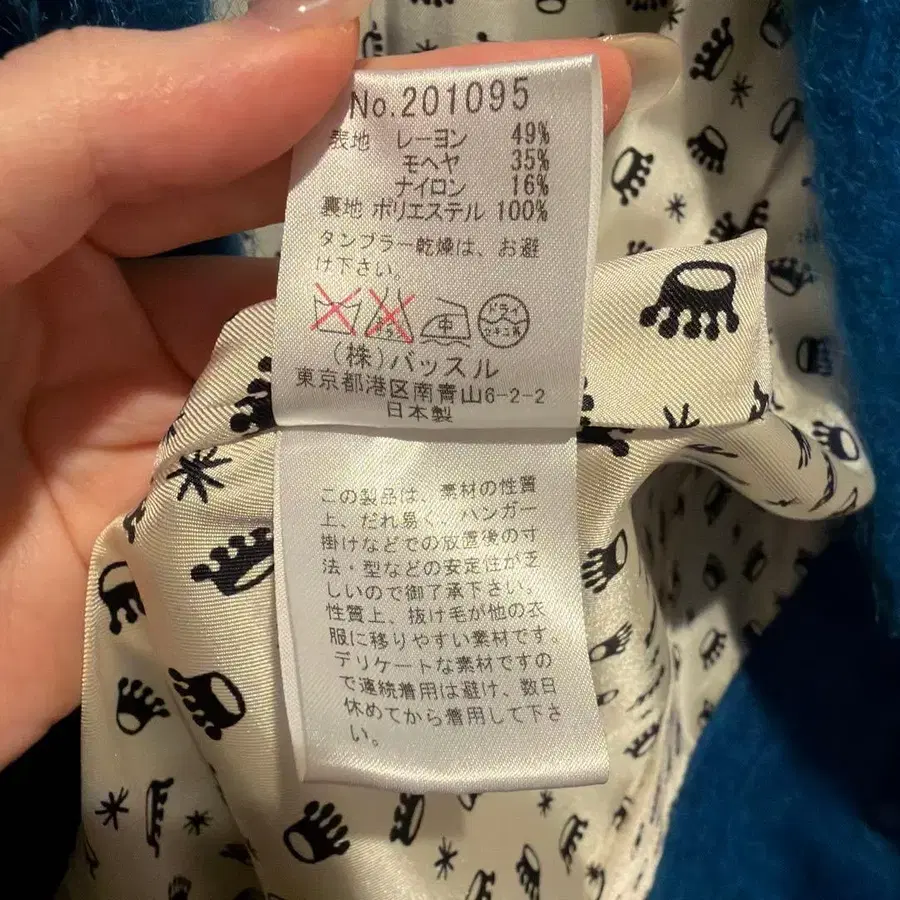 No.201095
表地 レーヨン 49%
モヘヤ 35%
ナイロン 16%
裏地 ポリエステル 100%
タンブラー乾燥は、お避
け下さい。
中 ドライ
(株)バッスル
東京都港区南青山6-2-2
日本製
この製品は、素材の性質
上、だれ易く、ハンガー
掛けなどでの放置後の寸
法・型などの安定性が乏
しいので御了承下さい。
性質上、抜け毛が他の衣
服に移りやすい素材です。
デリケートな素材ですの
で連続着用は避け、数日
休めてから着用して下さ
い。